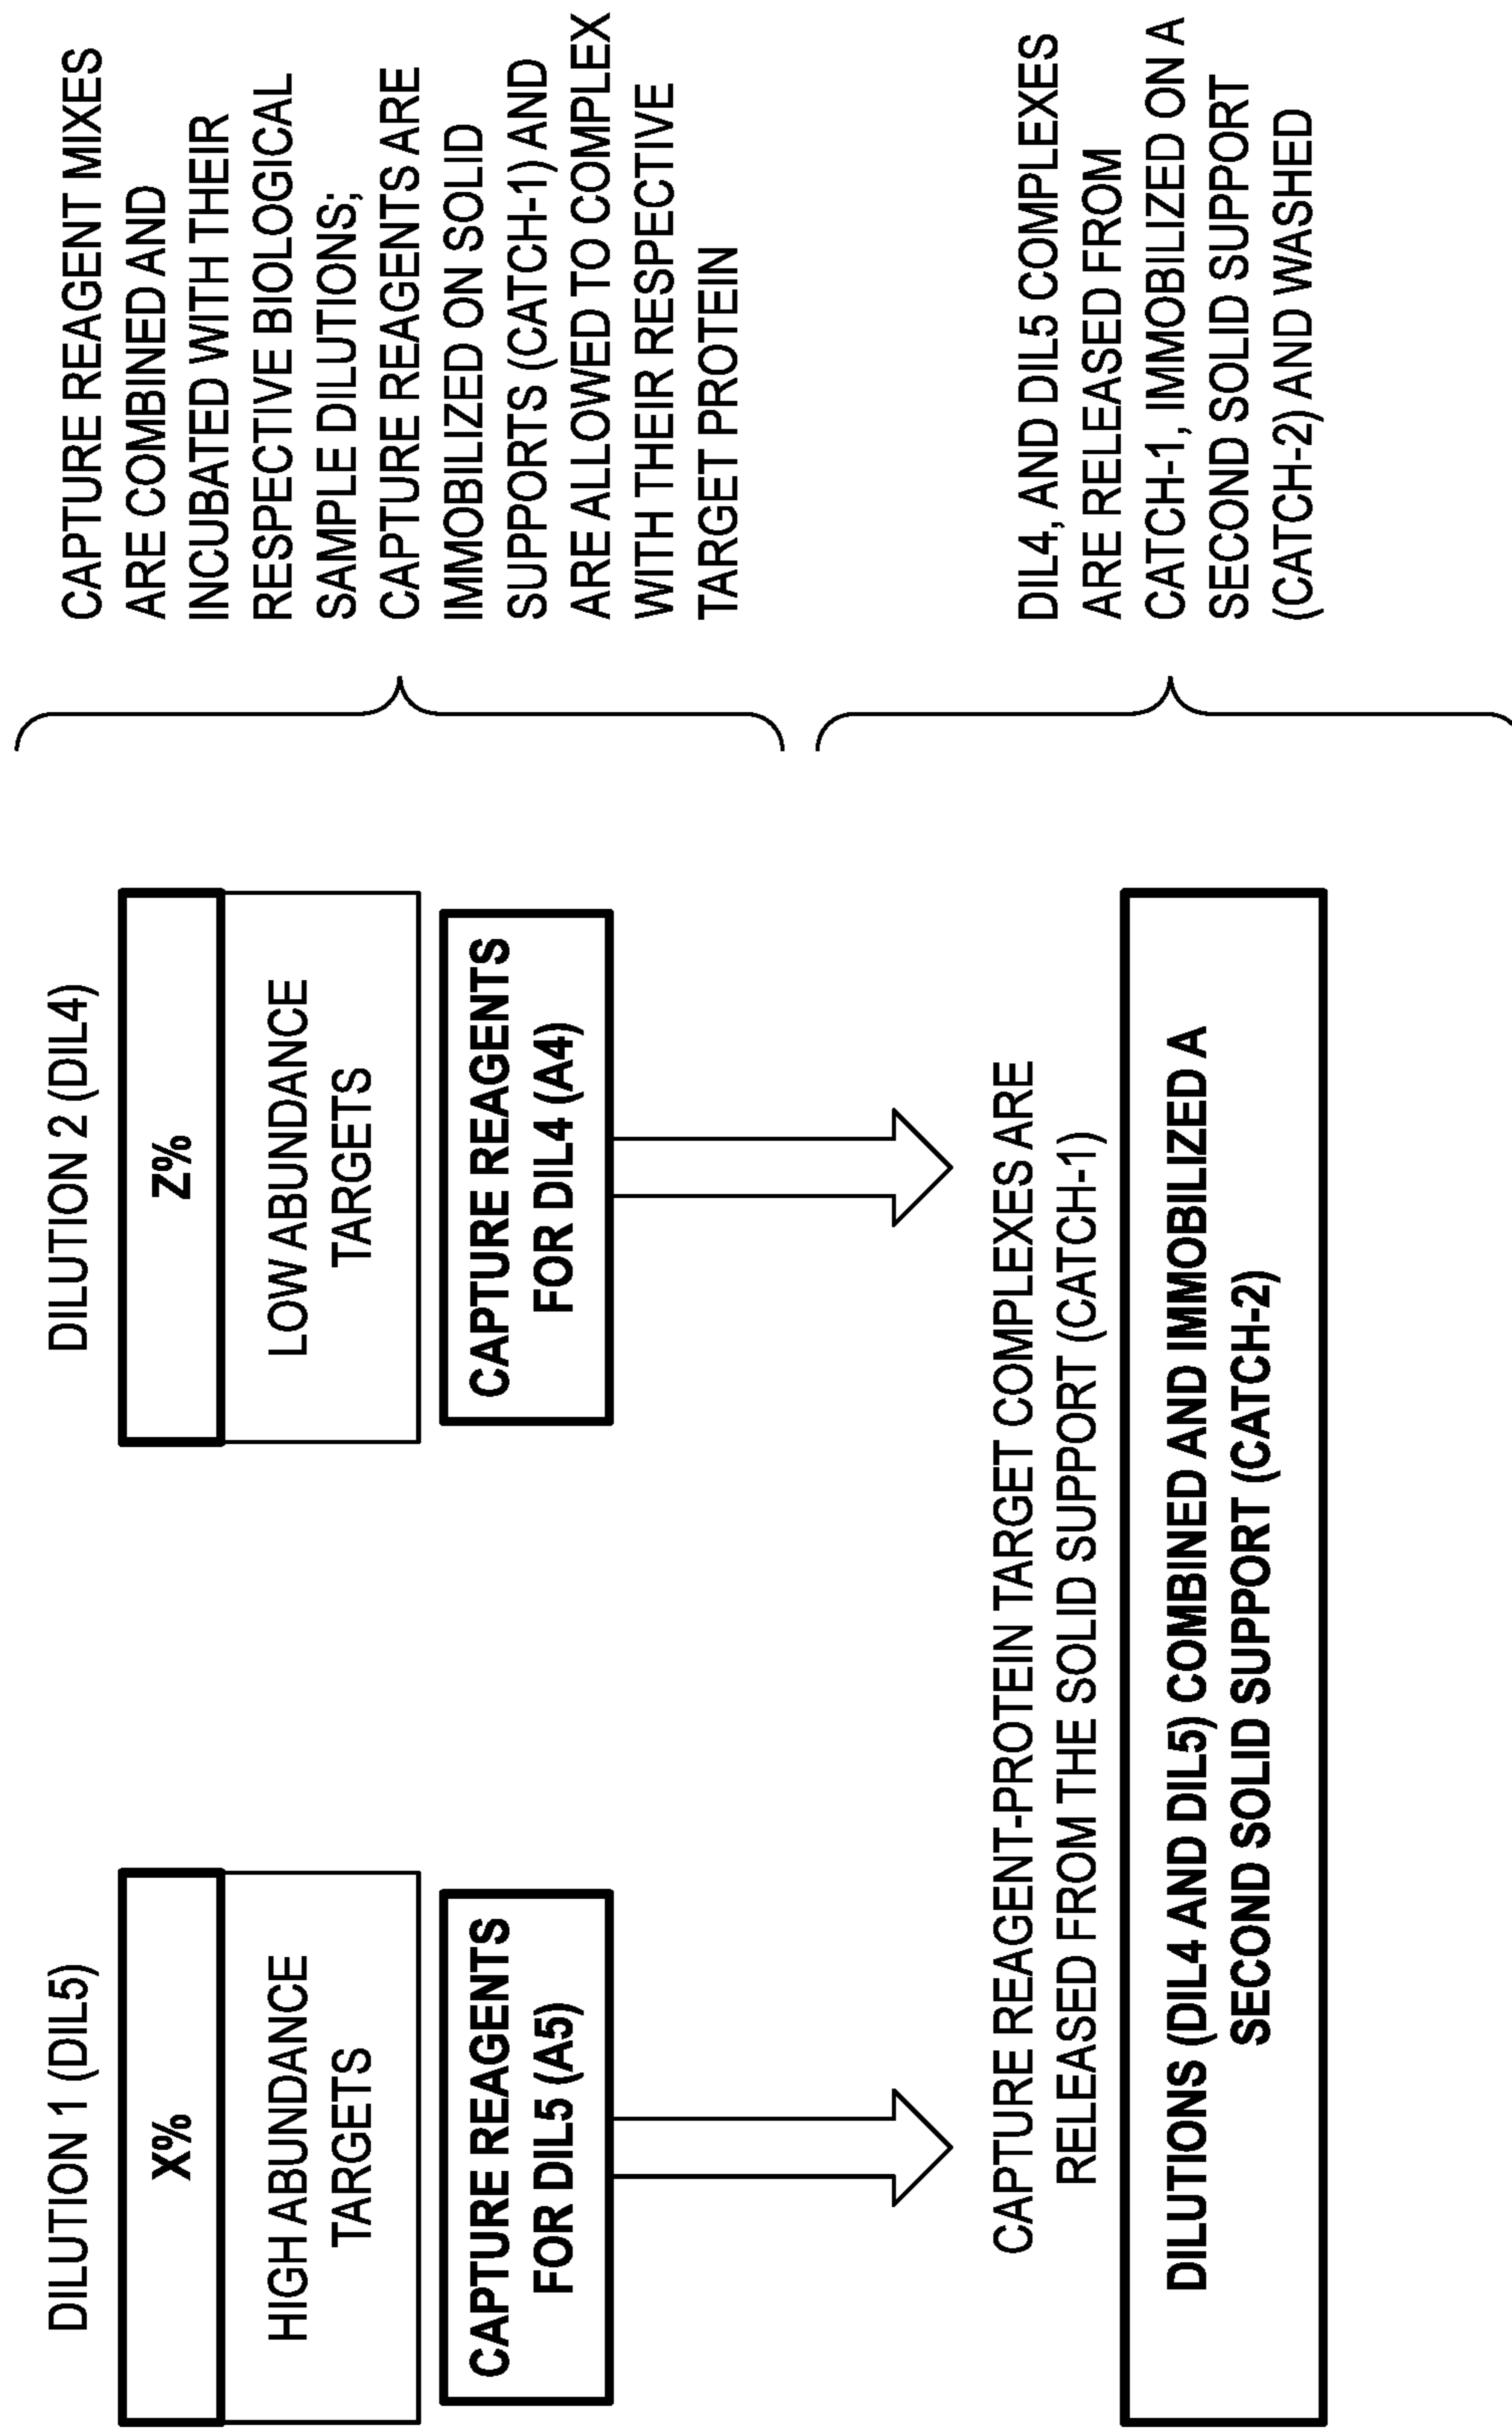 DILUTION 1 (DIL5)
X%
HIGH ABUNDANCE
TARGETS
CAPTURE REAGENTS
FOR DIL5 (A5)
DILUTION 2 (DIL4)
Z%
LOW ABUNDANCE
TARGETS
CAPTURE REAGENTS
FOR DIL4 (A4)
CAPTURE REAGENT MIXES
ARE COMBINED AND
INCUBATED WITH THEIR
RESPECTIVE BIOLOGICAL
SAMPLE DILUTIONS;
CAPTURE REAGENTS ARE
IMMOBILIZED ON SOLID
SUPPORTS (CATCH-1) AND
ARE ALLOWED TO COMPLEX
WITH THEIR RESPECTIVE
TARGET PROTEIN
CAPTURE REAGENT-PROTEIN TARGET COMPLEXES ARE
RELEASED FROM THE SOLID SUPPORT (CATCH-1)
DILUTIONS (DIL4 AND DIL5) COMBINED AND IMMOBILIZED A
SECOND SOLID SUPPORT (CATCH-2)
DIL4, AND DIL5 COMPLEXES
ARE RELEASED FROM
CATCH-1, IMMOBILIZED ON A
SECOND SOLID SUPPORT
(CATCH-2) AND WASHED